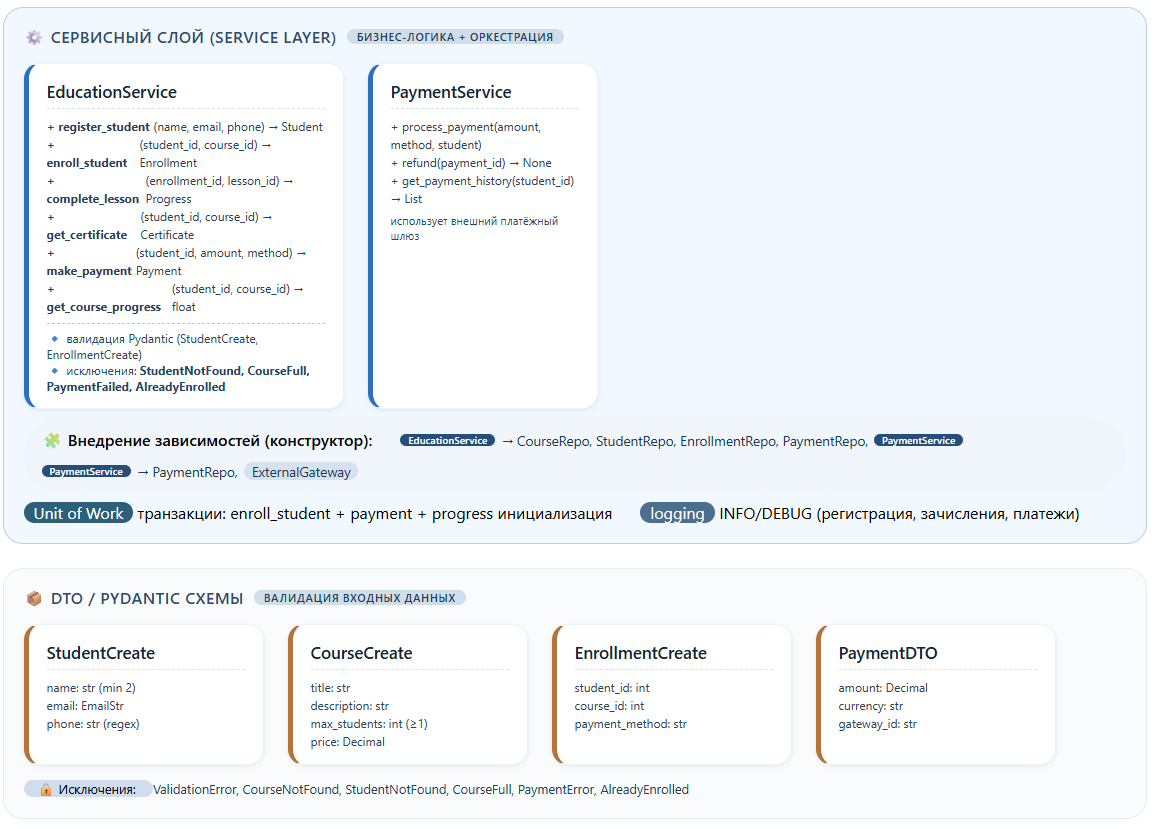 ⚙️ СЕРВИСНЫЙ СЛОЙ (SERVICE LAYER) БИЗНЕС-ЛОГИКА + ОРКЕСТРАЦИЯ
EducationService
+ register_student (name, email, phone) → Student
+ (student_id, course_id) →
enroll_student Enrollment
+ (enrollment_id, lesson_id) →
complete_lesson Progress
+ (student_id, course_id) →
get_certificate Certificate
+ (student_id, amount, method) →
make_payment Payment
+ (student_id, course_id) →
get_course_progress float
🔹 валидация Pydantic (StudentCreate,
EnrollmentCreate)
🔹 исключения: StudentNotFound, CourseFull,
PaymentFailed, AlreadyEnrolled
PaymentService
+ process_payment(amount,
method, student)
+ refund(payment_id) → None
+ get_payment_history(student_id)
→ List
использует внешний платёжный
шлюз
🧩 Внедрение зависимостей (конструктор): EducationService → CourseRepo, StudentRepo, EnrollmentRepo, PaymentRepo, PaymentService
PaymentService → PaymentRepo, ExternalGateway
Unit of Work транзакции: enroll_student + payment + progress инициализация logging INFO/DEBUG (регистрация, зачисления, платежи)
📦 DTO / PYDANTIC СХЕМЫ ВАЛИДАЦИЯ ВХОДНЫХ ДАННЫХ
StudentCreate
name: str (min 2)
email: EmailStr
phone: str (regex)
CourseCreate
title: str
description: str
max_students: int (≥1)
price: Decimal
EnrollmentCreate
student_id: int
course_id: int
payment_method: str
PaymentDTO
amount: Decimal
currency: str
gateway_id: str
🔒 Исключения: ValidationError, CourseNotFound, StudentNotFound, CourseFull, PaymentError, AlreadyEnrolled